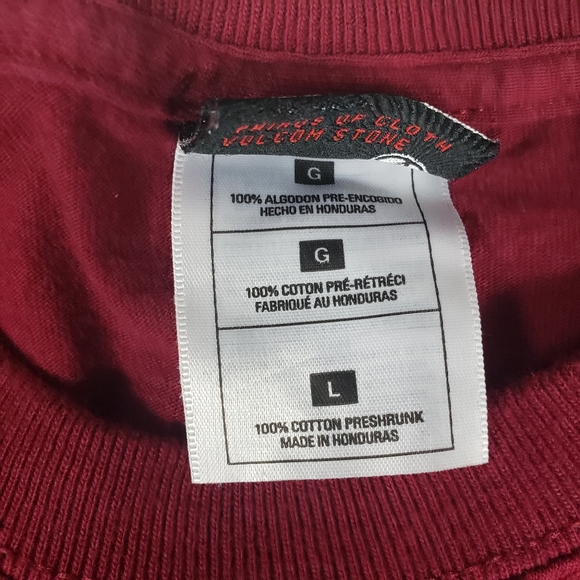 THINGS OF CLOTH
VOLCOM STONE
G
100% ALGODON PRE-ENCOGIDO
HECHO EN HONDURAS
G
100% COTON PRÉ-RÉTRÉCI
FABRIQUÉ AU HONDURAS
L
100% COTTON PRESHRUNK
MADE IN HONDURAS